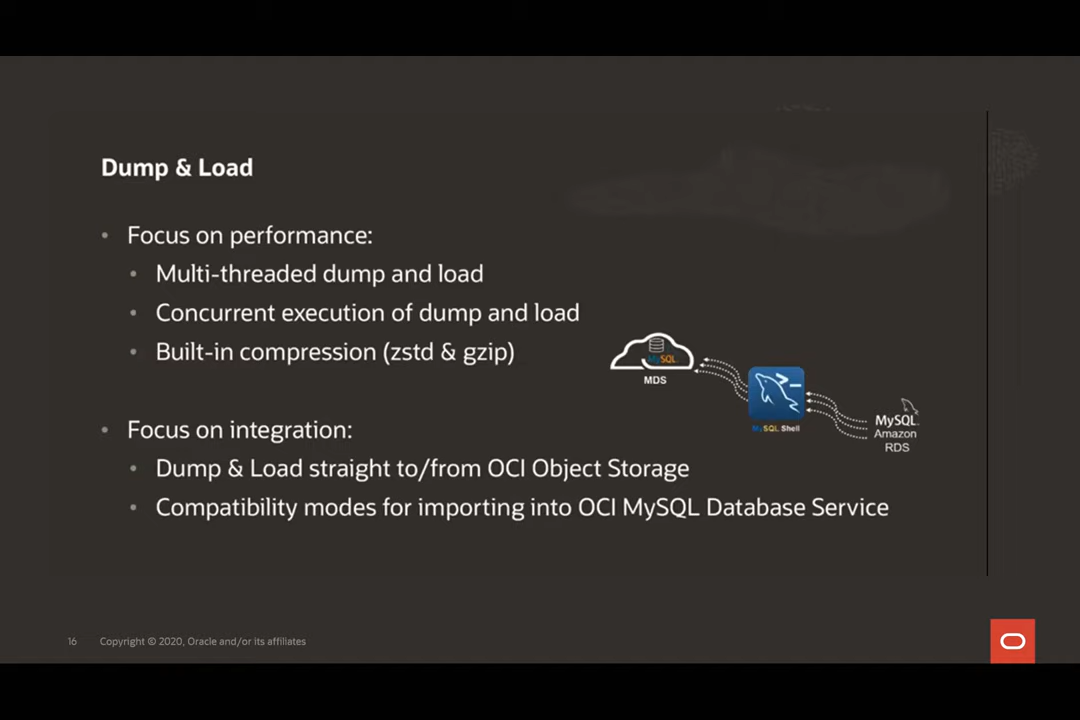 Dump & Load
• Focus on performance:
• Multi-threaded dump and load
• Concurrent execution of dump and load
• Built-in compression (zstd & gzip)
MySQL
MDS
MySQL Shell
MySQL
Amazon
RDS
• Focus on integration:
• Dump & Load straight to/from OCI Object Storage
• Compatibility modes for importing into OCI MySQL Database Service
16 Copyright © 2020, Oracle and/or its affiliates